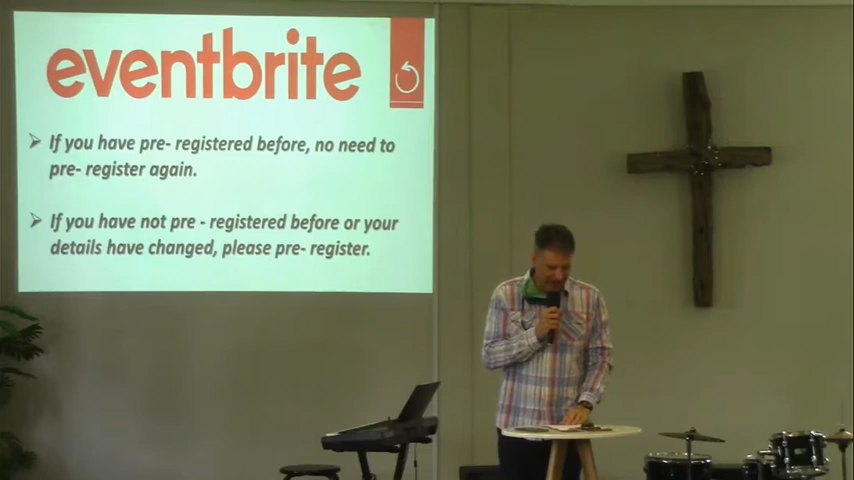 eventbrite
If you have pre- registered before, no need to
pre- register again.
If you have not pre - registered before or your
details have changed, please pre- register.